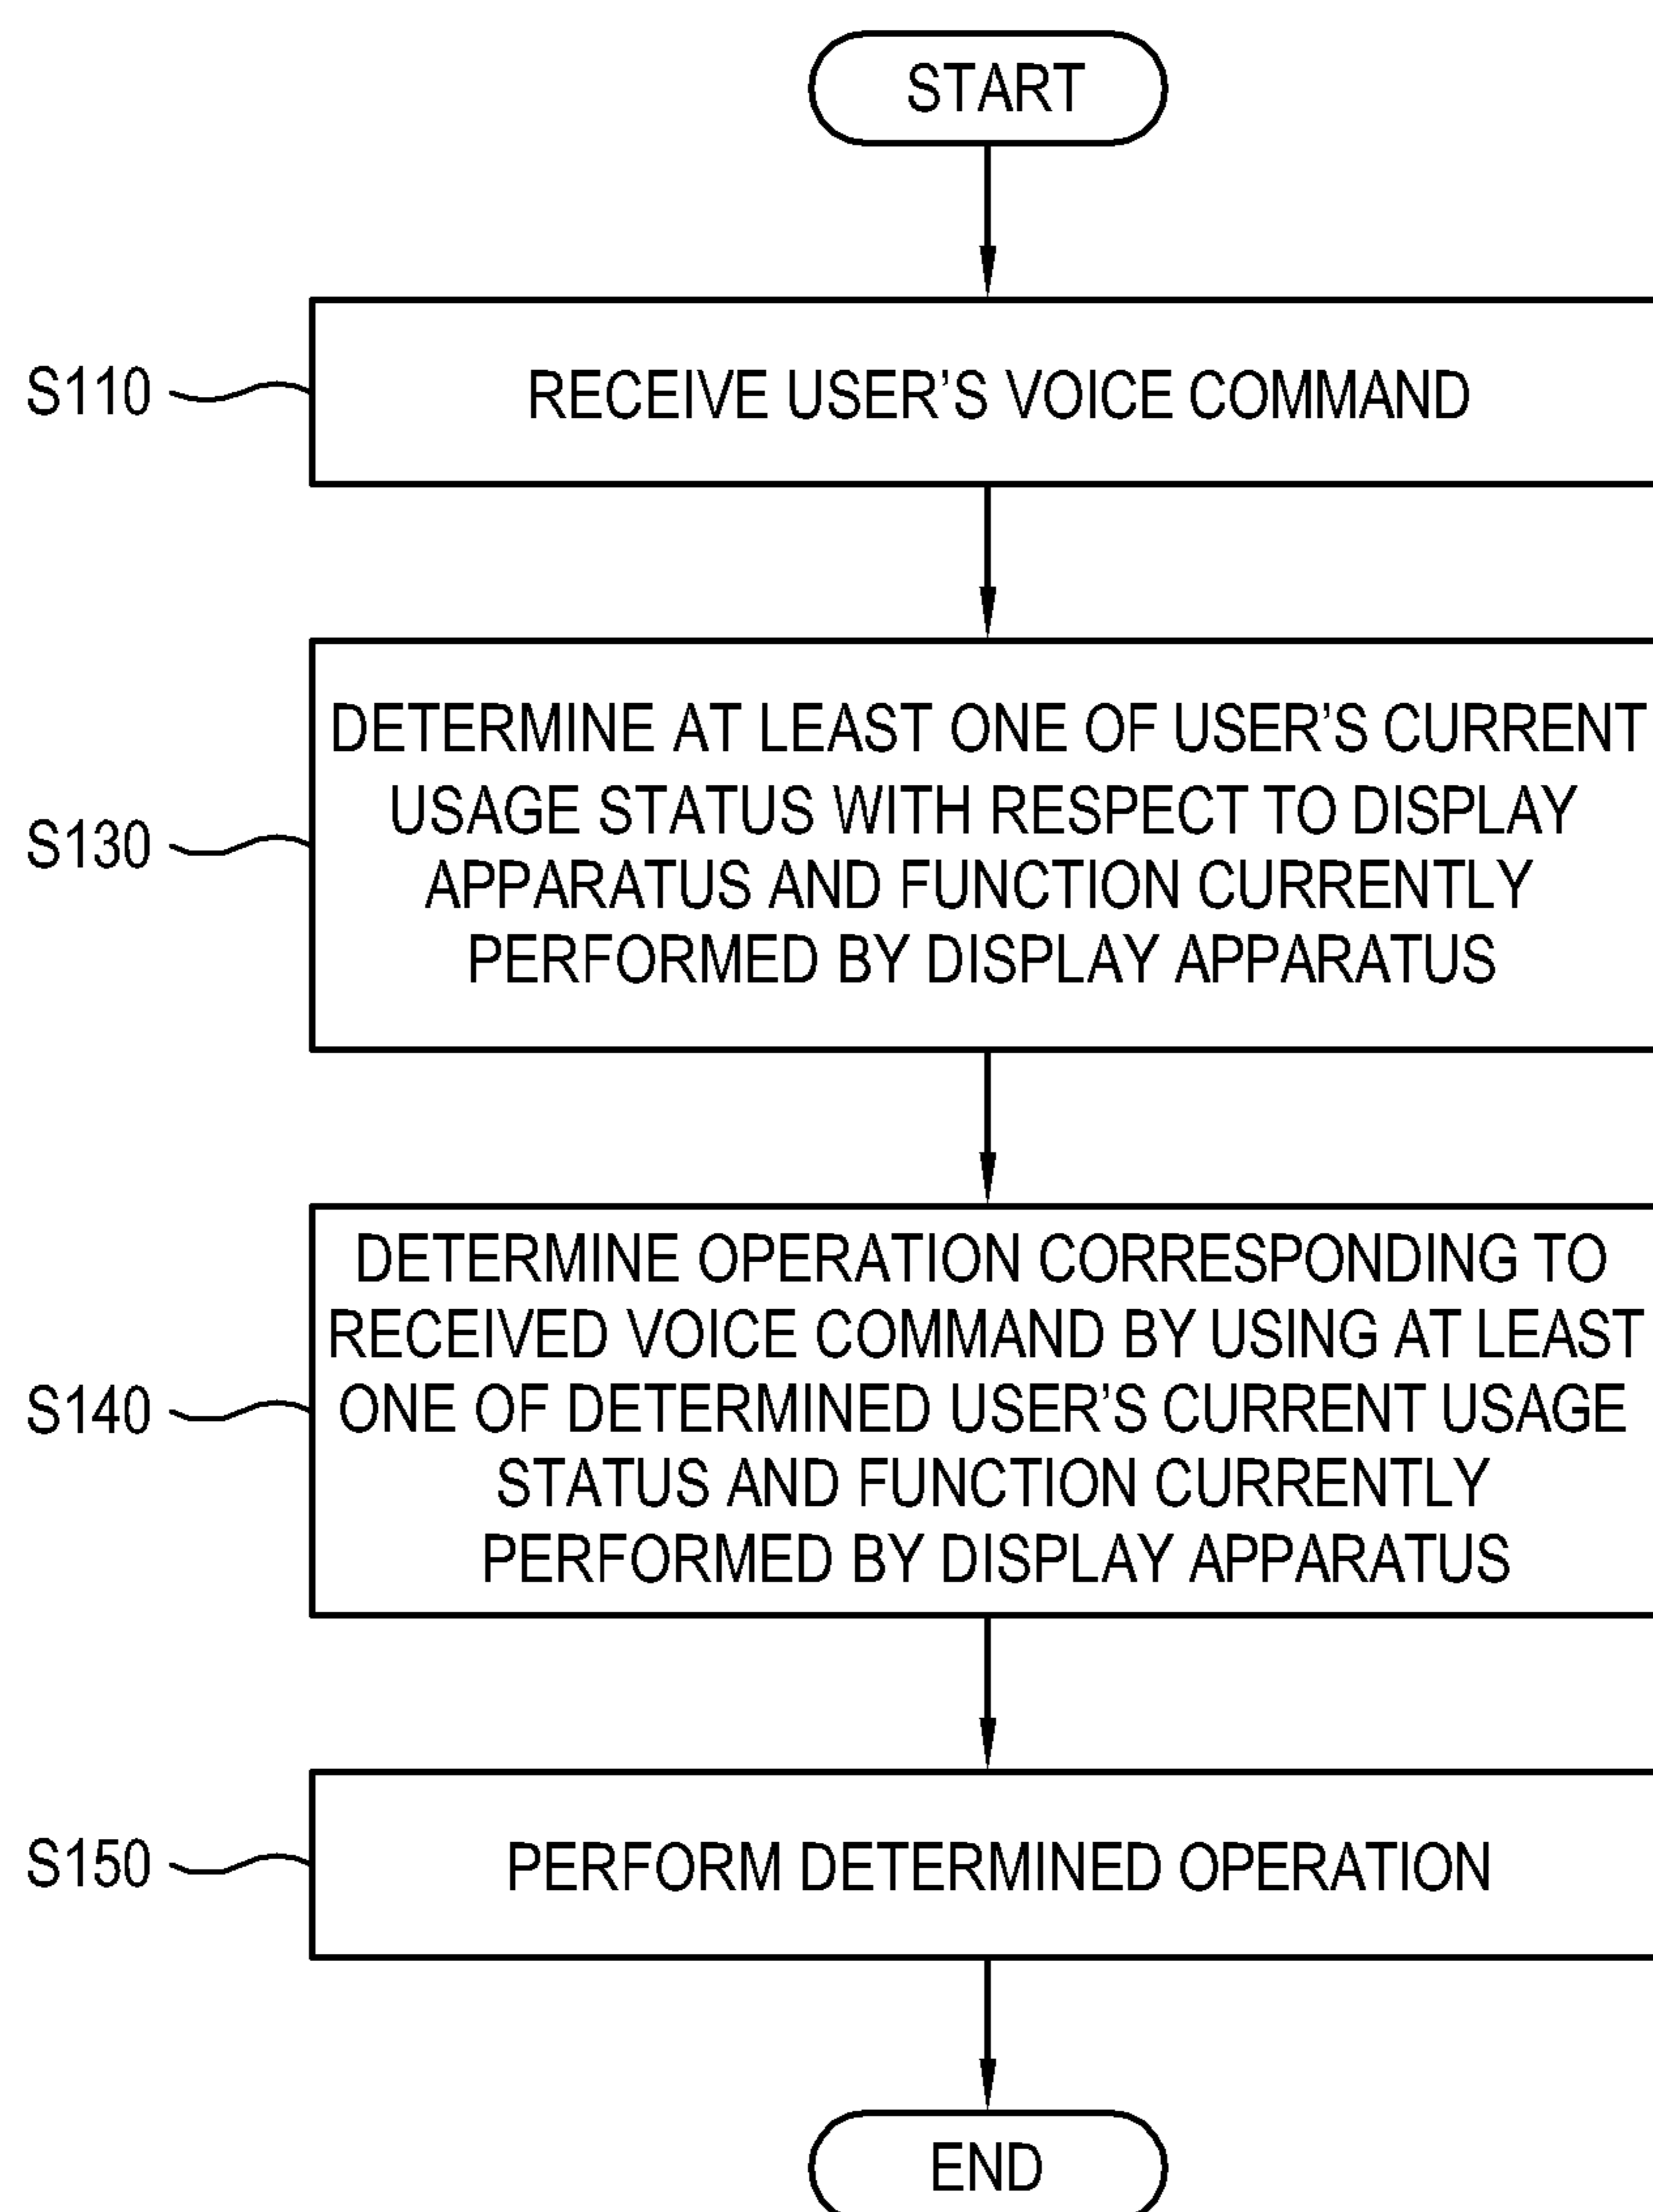 START
S110
RECEIVE USER'S VOICE COMMAND
S130
DETERMINE AT LEAST ONE OF USER'S CURRENT
USAGE STATUS WITH RESPECT TO DISPLAY
APPARATUS AND FUNCTION CURRENTLY
PERFORMED BY DISPLAY APPARATUS
S140
DETERMINE OPERATION CORRESPONDING TO
RECEIVED VOICE COMMAND BY USING AT LEAST
ONE OF DETERMINED USER'S CURRENT USAGE
STATUS AND FUNCTION CURRENTLY
PERFORMED BY DISPLAY APPARATUS
S150
PERFORM DETERMINED OPERATION
END